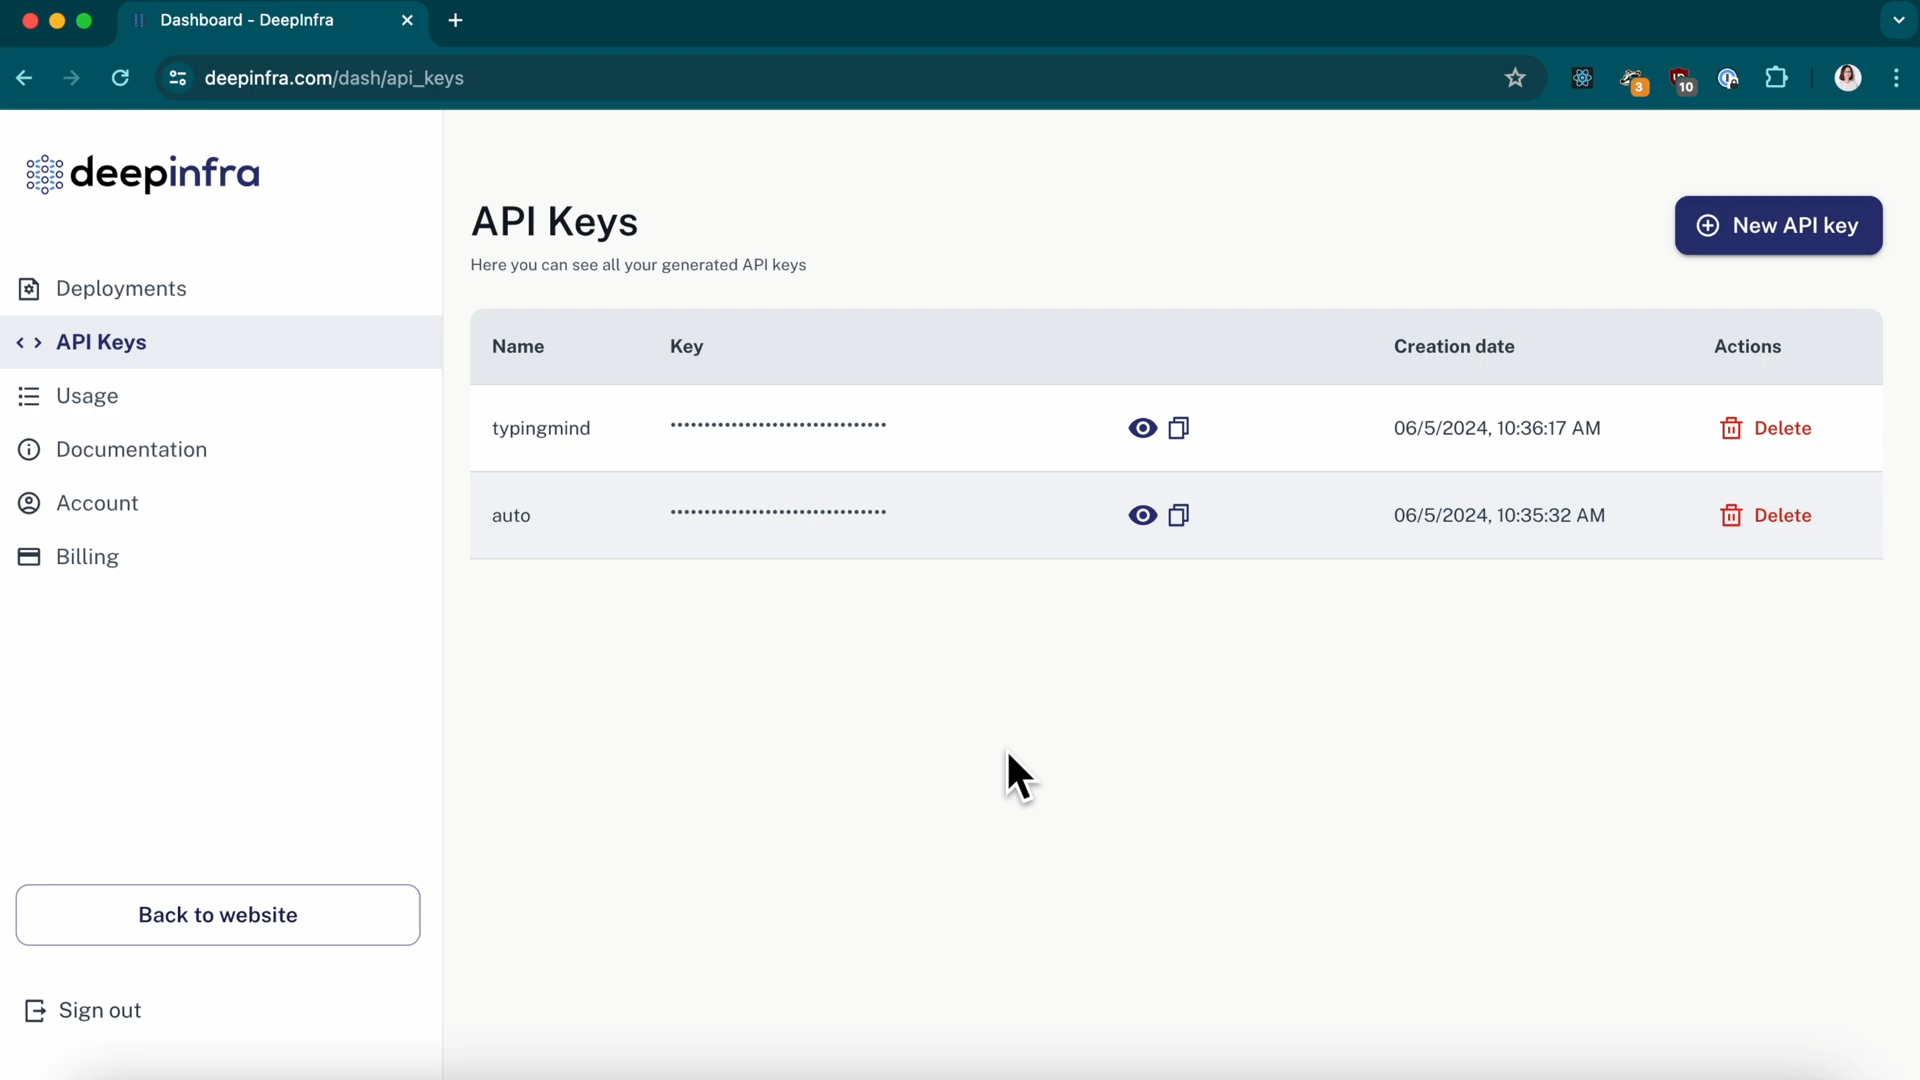 Dashboard - DeepInfra
deepinfra.com/dash/api_keys
3
10
deepinfra
Deployments
API Keys
Usage
Documentation
Account
Billing
Back to website
Sign out
API Keys
Here you can see all your generated API keys
New API key
Name Key Creation date Actions
typingmind •••••••••••••••••••••••••••••••• 06/5/2024, 10:36:17 AM Delete
auto •••••••••••••••••••••••••••••••• 06/5/2024, 10:35:32 AM Delete